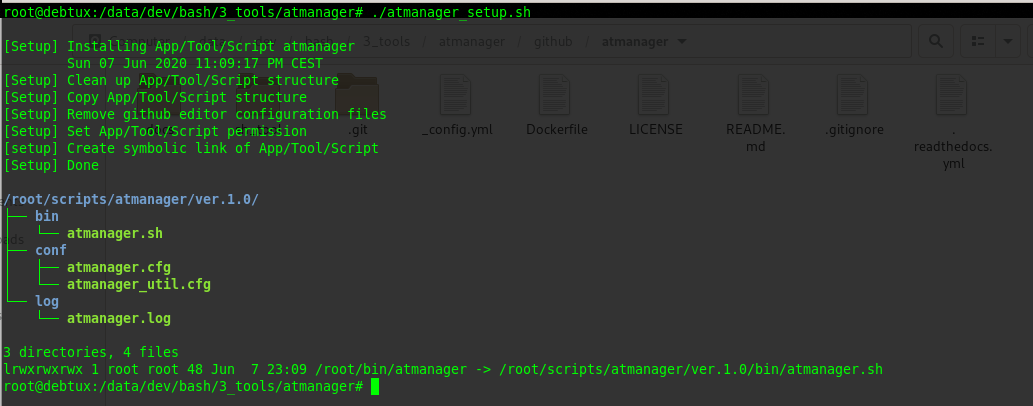 root@debtux:/data/dev/bash/3_tools/atmanager# ./atmanager_setup.sh
bash / 3_tools / atmanager / github / atmanager
[Setup] Installing App/Tool/Script atmanager
Sun 07 Jun 2020 11:09:17 PM CEST
[Setup] Clean up App/Tool/Script structure
[Setup] Copy App/Tool/Script structure
[Setup] Remove github editor configuration files
[Setup] Set App/Tool/Script permission
[setup] Create symbolic link of App/Tool/Script
[Setup] Done
.git
_config.yml
Dockerfile
LICENSE
README.
md
.gitignore
.
readthedocs.
yml
/root/scripts/atmanager/ver.1.0/
├── bin
│   └── atmanager.sh
├── conf
│   ├── atmanager.cfg
│   └── atmanager_util.cfg
└── log
    └── atmanager.log
3 directories, 4 files
lrwxrwxrwx 1 root root 48 Jun  7 23:09 /root/bin/atmanager -> /root/scripts/atmanager/ver.1.0/bin/atmanager.sh
root@debtux:/data/dev/bash/3_tools/atmanager#